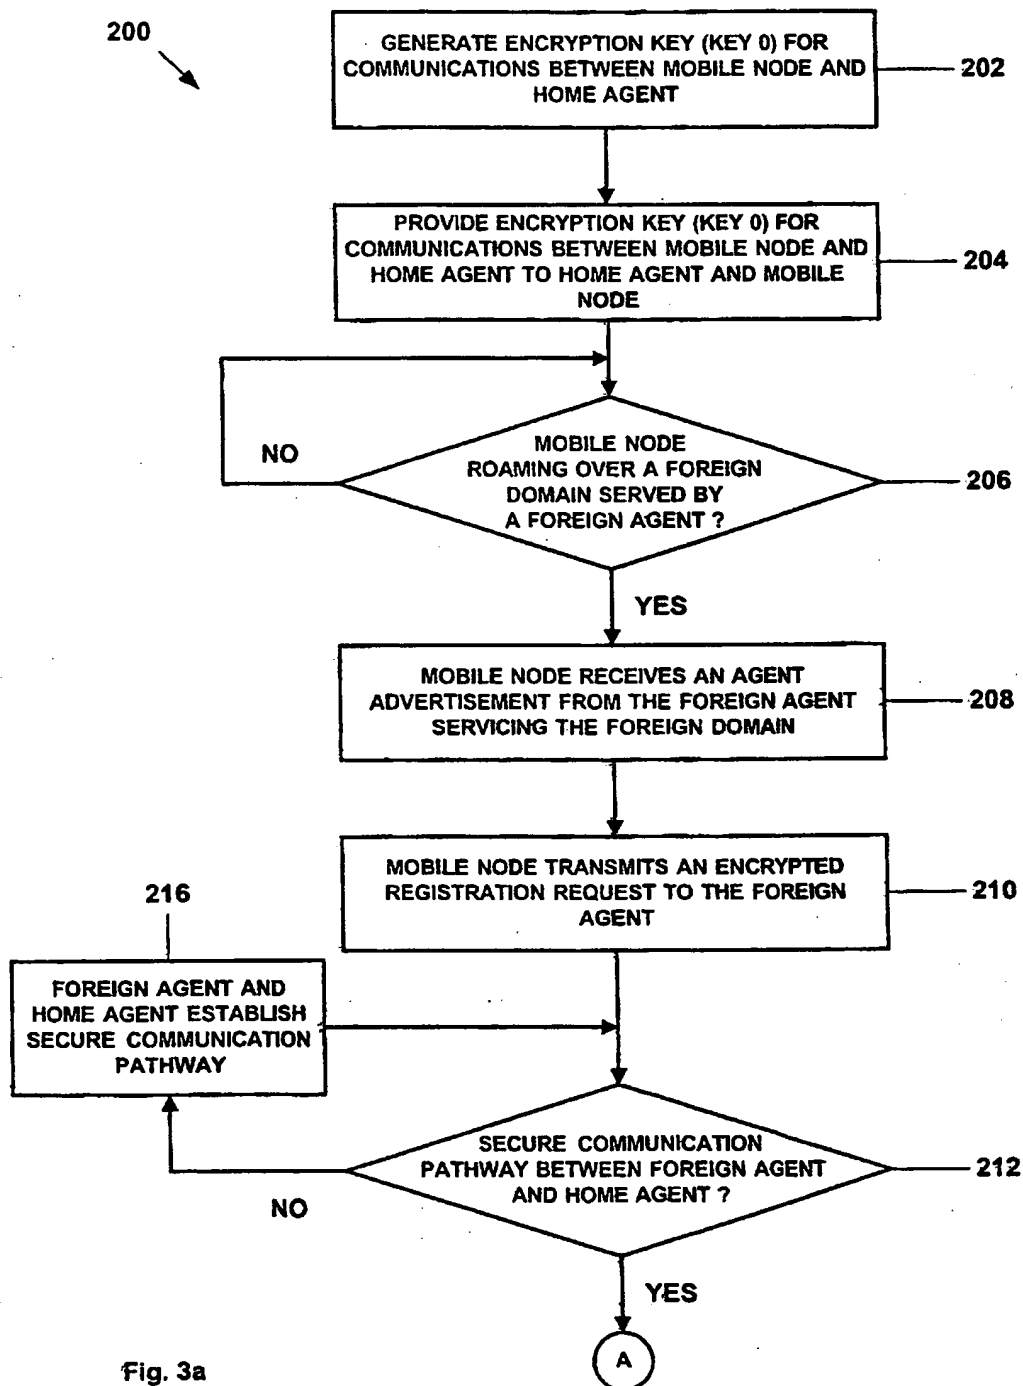 200
GENERATE ENCRYPTION KEY (KEY 0) FOR
COMMUNICATIONS BETWEEN MOBILE NODE AND
HOME AGENT
202
PROVIDE ENCRYPTION KEY (KEY 0) FOR
COMMUNICATIONS BETWEEN MOBILE NODE AND
HOME AGENT TO HOME AGENT AND MOBILE
NODE
204
NO
MOBILE NODE
ROAMING OVER A FOREIGN
DOMAIN SERVED BY
A FOREIGN AGENT ?
206
YES
MOBILE NODE RECEIVES AN AGENT
ADVERTISEMENT FROM THE FOREIGN AGENT
SERVICING THE FOREIGN DOMAIN
208
MOBILE NODE TRANSMITS AN ENCRYPTED
REGISTRATION REQUEST TO THE FOREIGN
AGENT
210
216
FOREIGN AGENT AND
HOME AGENT ESTABLISH
SECURE COMMUNICATION
PATHWAY
SECURE COMMUNICATION
PATHWAY BETWEEN FOREIGN AGENT
AND HOME AGENT ?
212
NO
YES
A
Fig. 3a